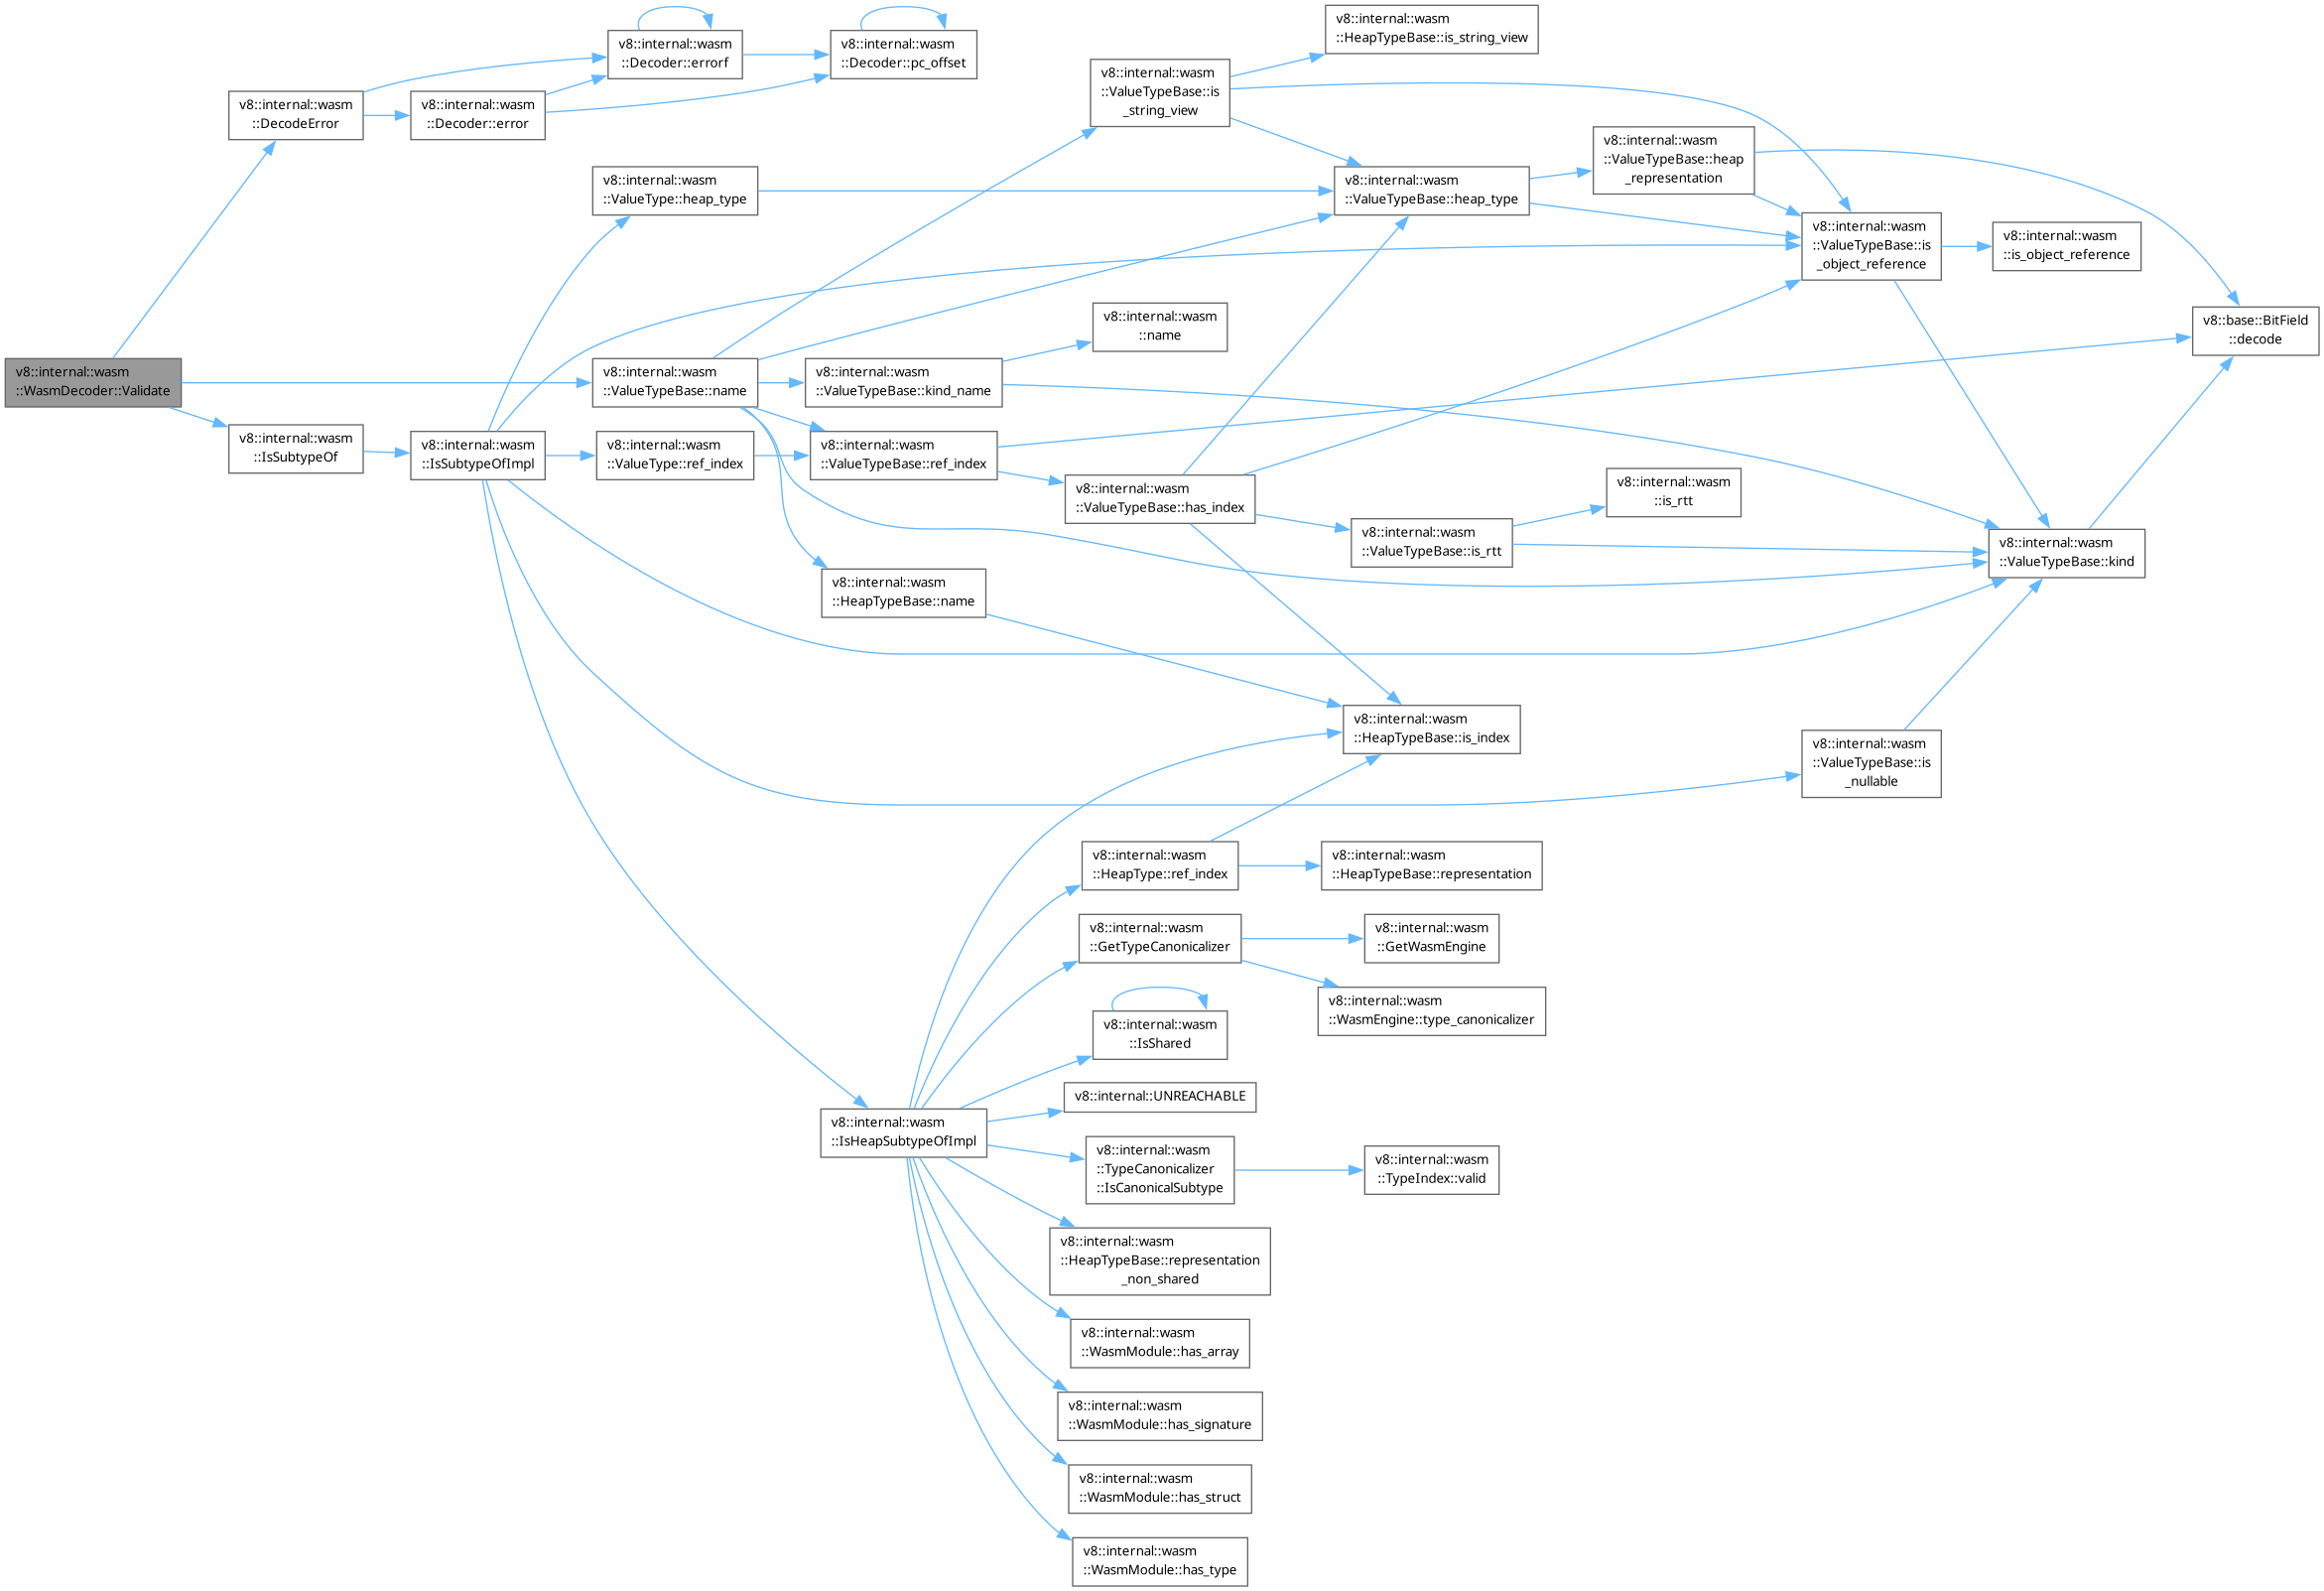 v8::internal::wasm
::WasmDecoder::Validate
v8::internal::wasm
::DecodeError
v8::internal::wasm
::IsSubtypeOf
v8::internal::wasm
::Decoder::error
v8::internal::wasm
::IsSubtypeOfImpl
v8::internal::wasm
::Decoder::errorf
v8::internal::wasm
::ValueType::heap_type
v8::internal::wasm
::ValueTypeBase::name
v8::internal::wasm
::ValueType::ref_index
v8::internal::wasm
::Decoder::pc_offset
v8::internal::wasm
::ValueTypeBase::kind_name
v8::internal::wasm
::ValueTypeBase::ref_index
v8::internal::wasm
::HeapTypeBase::name
v8::internal::wasm
::IsHeapSubtypeOfImpl
v8::internal::wasm
::ValueTypeBase::is
_string_view
v8::internal::wasm
::name
v8::internal::wasm
::ValueTypeBase::has_index
v8::internal::wasm
::HeapType::ref_index
v8::internal::wasm
::GetTypeCanonicalizer
v8::internal::wasm
::IsShared
v8::internal::UNREACHABLE
v8::internal::wasm
::TypeCanonicalizer
::IsCanonicalSubtype
v8::internal::wasm
::HeapTypeBase::representation
_non_shared
v8::internal::wasm
::WasmModule::has_array
v8::internal::wasm
::WasmModule::has_signature
v8::internal::wasm
::WasmModule::has_struct
v8::internal::wasm
::WasmModule::has_type
v8::internal::wasm
::HeapTypeBase::is_string_view
v8::internal::wasm
::ValueTypeBase::heap_type
v8::internal::wasm
::ValueTypeBase::is_rtt
v8::internal::wasm
::HeapTypeBase::is_index
v8::internal::wasm
::HeapTypeBase::representation
v8::internal::wasm
::GetWasmEngine
v8::internal::wasm
::WasmEngine::type_canonicalizer
v8::internal::wasm
::TypeIndex::valid
v8::internal::wasm
::ValueTypeBase::heap
_representation
v8::internal::wasm
::is_rtt
v8::internal::wasm
::ValueTypeBase::is
_object_reference
v8::internal::wasm
::ValueTypeBase::is
_nullable
v8::internal::wasm
::is_object_reference
v8::internal::wasm
::ValueTypeBase::kind
v8::base::BitField
::decode